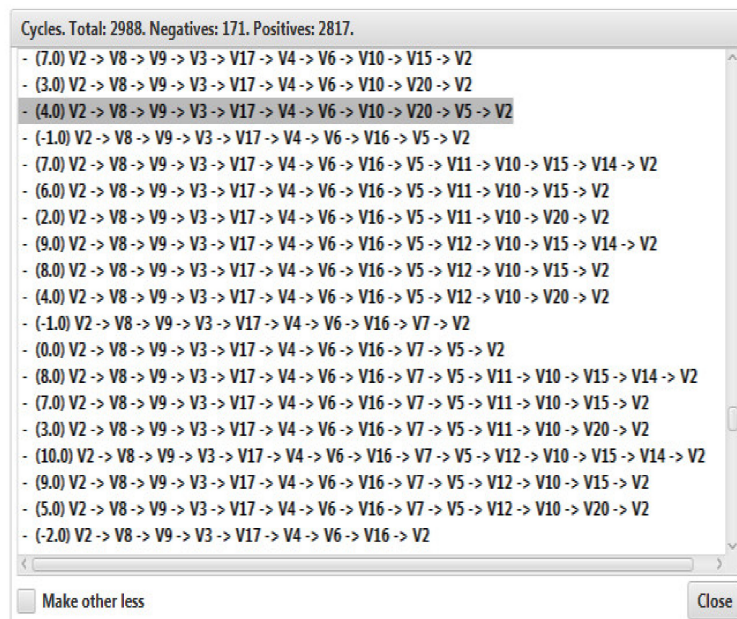 Cycles. Total: 2988. Negatives: 171. Positives: 2817.
- (7.0) V2 -> V8 -> V9 -> V3 -> V17 -> V4 -> V6 -> V10 -> V15 -> V2
- (3.0) V2 -> V8 -> V9 -> V3 -> V17 -> V4 -> V6 -> V10 -> V20 -> V2
- (4.0) V2 -> V8 -> V9 -> V3 -> V17 -> V4 -> V6 -> V10 -> V20 -> V5 -> V2
- (-1.0) V2 -> V8 -> V9 -> V3 -> V17 -> V4 -> V6 -> V16 -> V5 -> V2
- (7.0) V2 -> V8 -> V9 -> V3 -> V17 -> V4 -> V6 -> V16 -> V5 -> V11 -> V10 -> V15 -> V14 -> V2
- (6.0) V2 -> V8 -> V9 -> V3 -> V17 -> V4 -> V6 -> V16 -> V5 -> V11 -> V10 -> V15 -> V2
- (2.0) V2 -> V8 -> V9 -> V3 -> V17 -> V4 -> V6 -> V16 -> V5 -> V11 -> V10 -> V20 -> V2
- (9.0) V2 -> V8 -> V9 -> V3 -> V17 -> V4 -> V6 -> V16 -> V5 -> V12 -> V10 -> V15 -> V14 -> V2
- (8.0) V2 -> V8 -> V9 -> V3 -> V17 -> V4 -> V6 -> V16 -> V5 -> V12 -> V10 -> V15 -> V2
- (4.0) V2 -> V8 -> V9 -> V3 -> V17 -> V4 -> V6 -> V16 -> V5 -> V12 -> V10 -> V20 -> V2
- (-1.0) V2 -> V8 -> V9 -> V3 -> V17 -> V4 -> V6 -> V16 -> V7 -> V2
- (0.0) V2 -> V8 -> V9 -> V3 -> V17 -> V4 -> V6 -> V16 -> V7 -> V5 -> V2
- (8.0) V2 -> V8 -> V9 -> V3 -> V17 -> V4 -> V6 -> V16 -> V7 -> V5 -> V11 -> V10 -> V15 -> V14 -> V2
- (7.0) V2 -> V8 -> V9 -> V3 -> V17 -> V4 -> V6 -> V16 -> V7 -> V5 -> V11 -> V10 -> V15 -> V2
- (3.0) V2 -> V8 -> V9 -> V3 -> V17 -> V4 -> V6 -> V16 -> V7 -> V5 -> V11 -> V10 -> V20 -> V2
- (10.0) V2 -> V8 -> V9 -> V3 -> V17 -> V4 -> V6 -> V16 -> V7 -> V5 -> V12 -> V10 -> V15 -> V14 -> V2
- (9.0) V2 -> V8 -> V9 -> V3 -> V17 -> V4 -> V6 -> V16 -> V7 -> V5 -> V12 -> V10 -> V15 -> V2
- (5.0) V2 -> V8 -> V9 -> V3 -> V17 -> V4 -> V6 -> V16 -> V7 -> V5 -> V12 -> V10 -> V20 -> V2
- (-2.0) V2 -> V8 -> V9 -> V3 -> V17 -> V4 -> V6 -> V16 -> V2
Make other less
Close